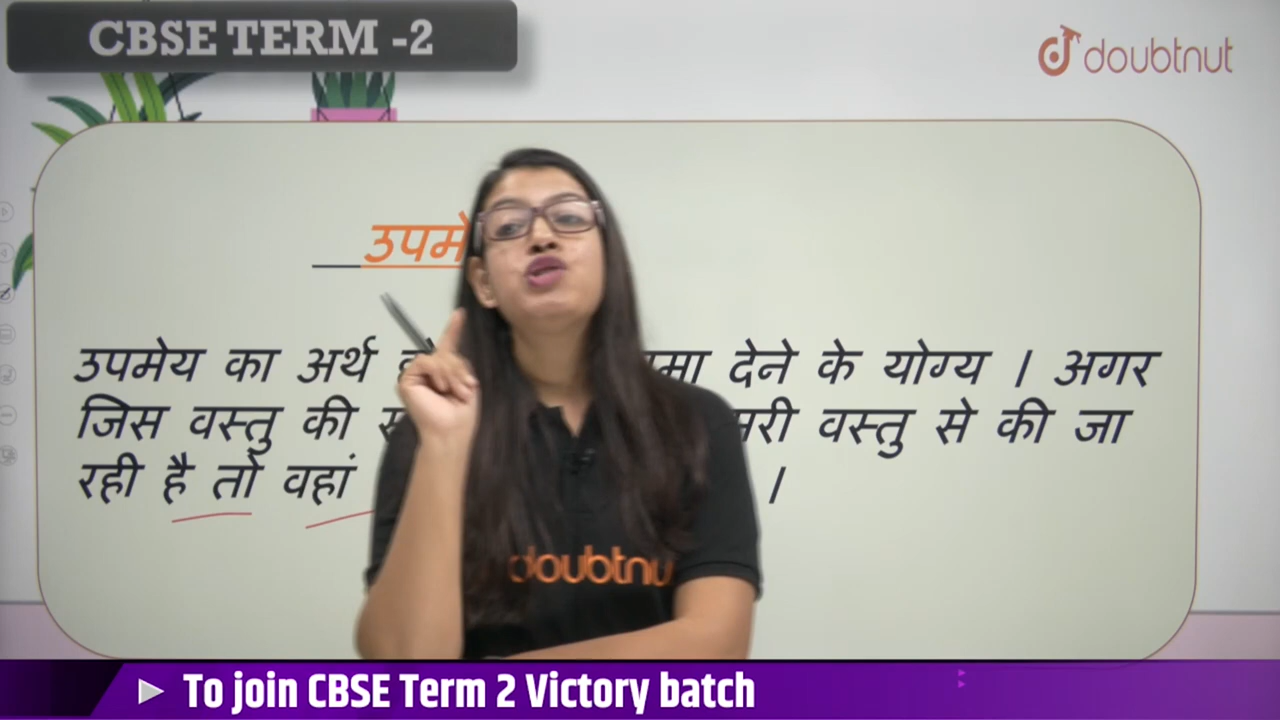 CBSE TERM -2
doubtnut
उपमे
उपमेय का अर्थ देने के योग्य । अगर
जिस वस्तु की वस्तु से की जा
रही है तो वहां ।
doubtnut
To join CBSE Term 2 Victory batch